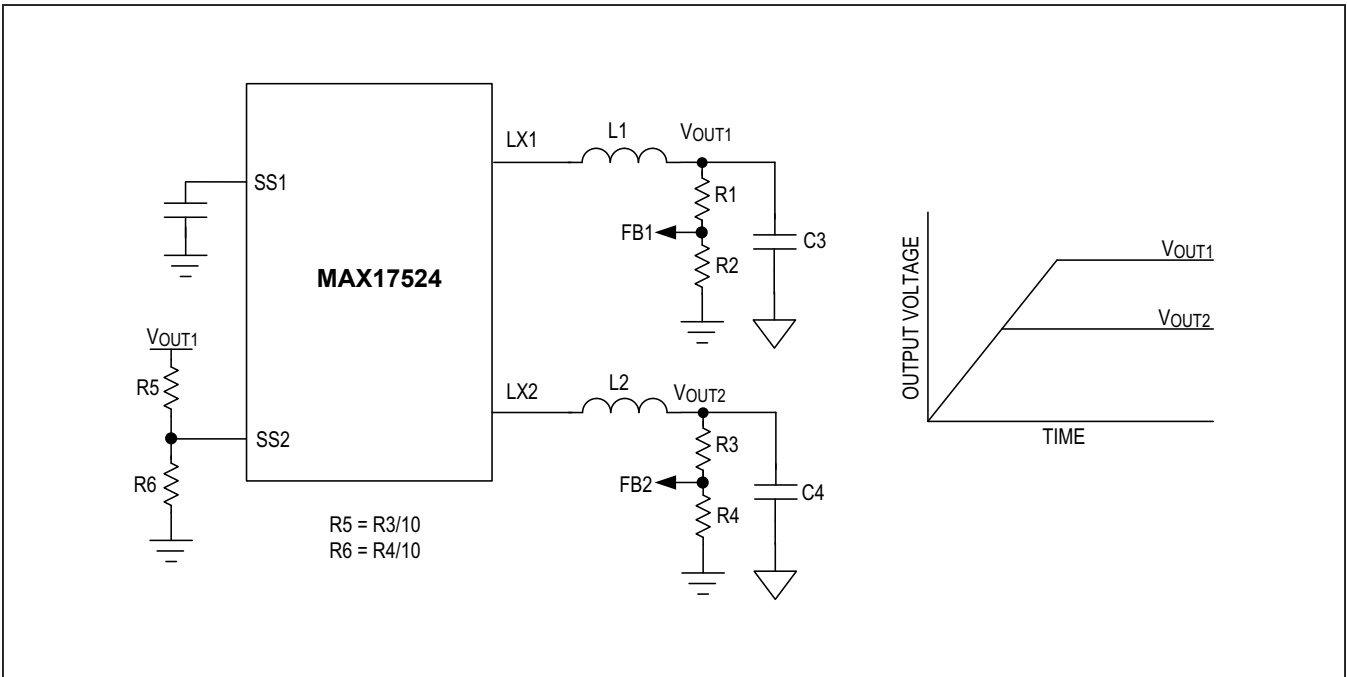 LX1
L1
VOUT1
SS1
R1
FB1
C3
R2
MAX17524
VOUT1
R5
LX2
L2
VOUT2
SS2
R3
R6
FB2
C4
R4
R5 = R3/10
R6 = R4/10
OUTPUT VOLTAGE
VOUT1
VOUT2
TIME